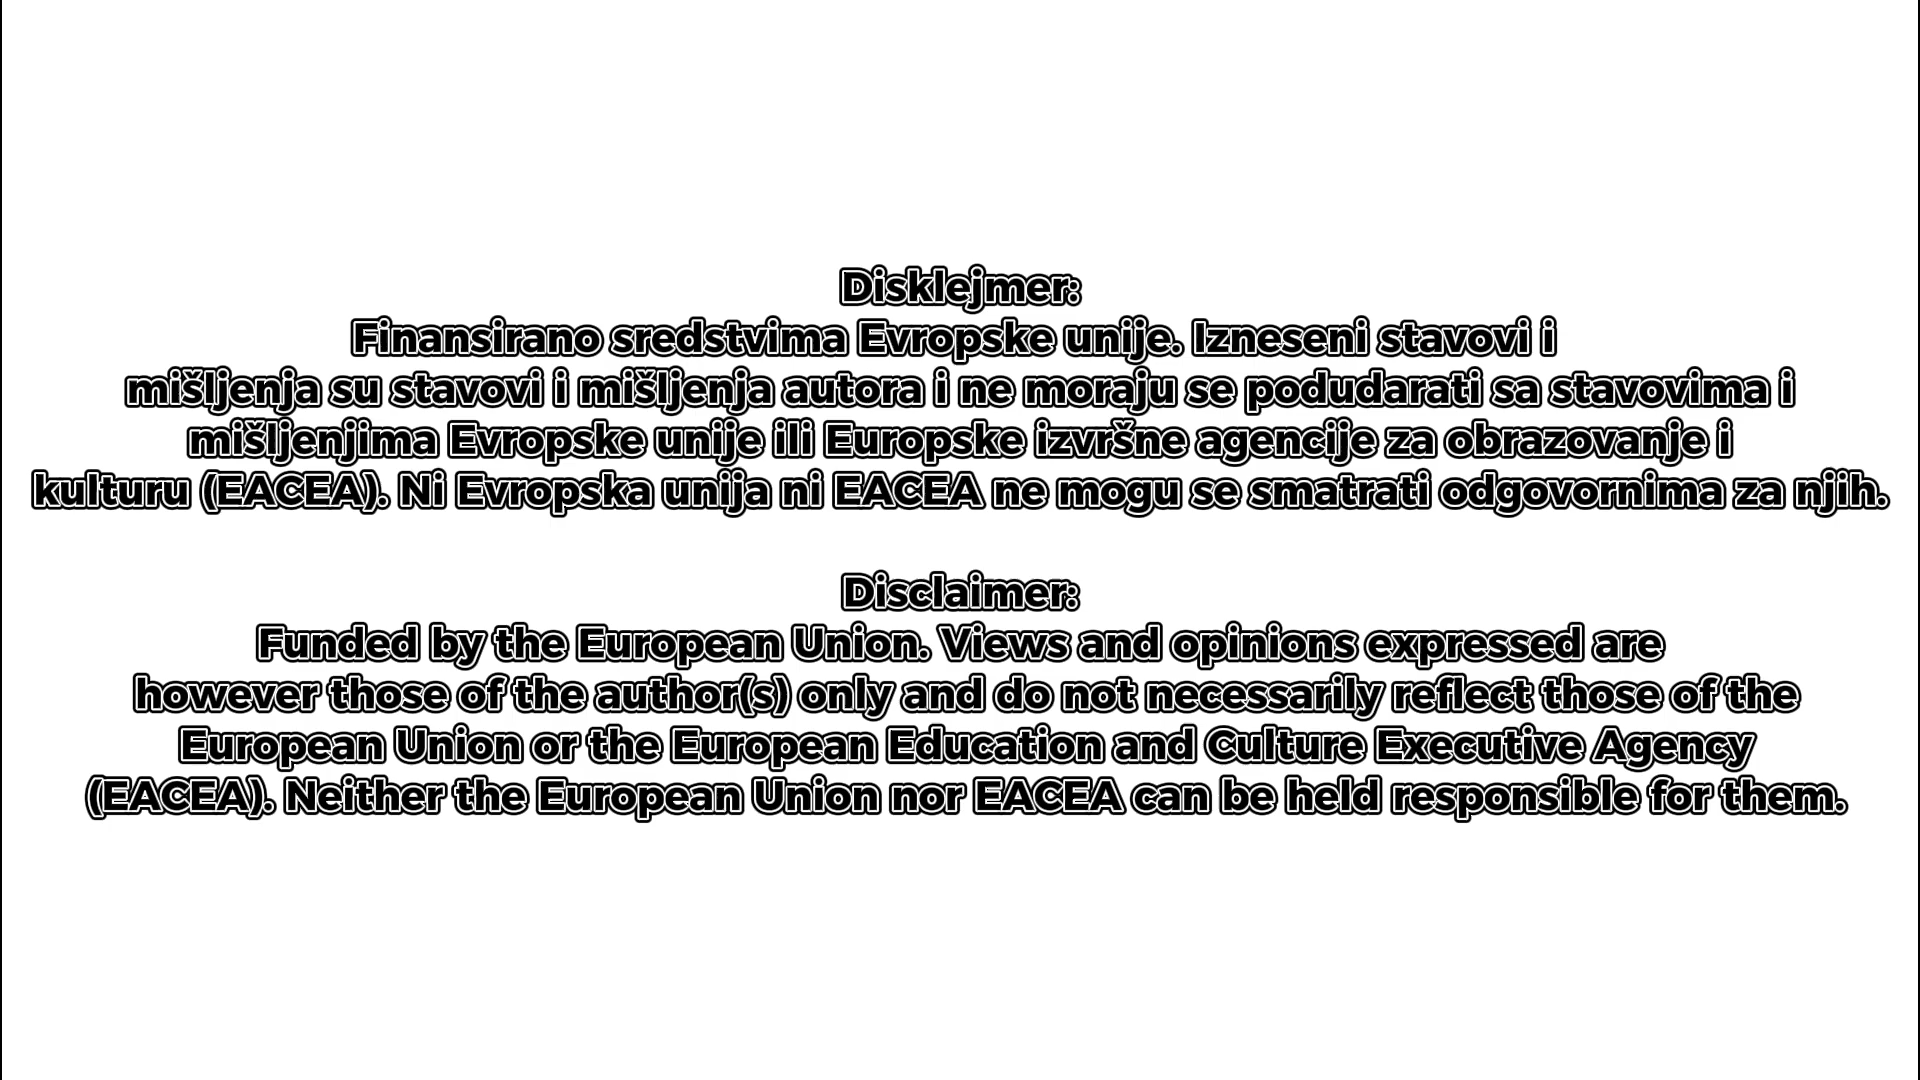 Disklejmer:
Finansirano sredstvima Evropske unije. Izneseni stavovi i
mišljenja su stavovi i mišljenja autora i ne moraju se podudarati sa stavovima i
mišljenjima Evropske unije ili Europske izvršne agencije za obrazovanje i
kulturu (EACEA). Ni Evropska unija ni EACEA ne mogu se smatrati odgovornima za njih.
Disclaimer:
Funded by the European Union. Views and opinions expressed are
however those of the author(s) only and do not necessarily reflect those of the
European Union or the European Education and Culture Executive Agency
(EACEA). Neither the European Union nor EACEA can be held responsible for them.